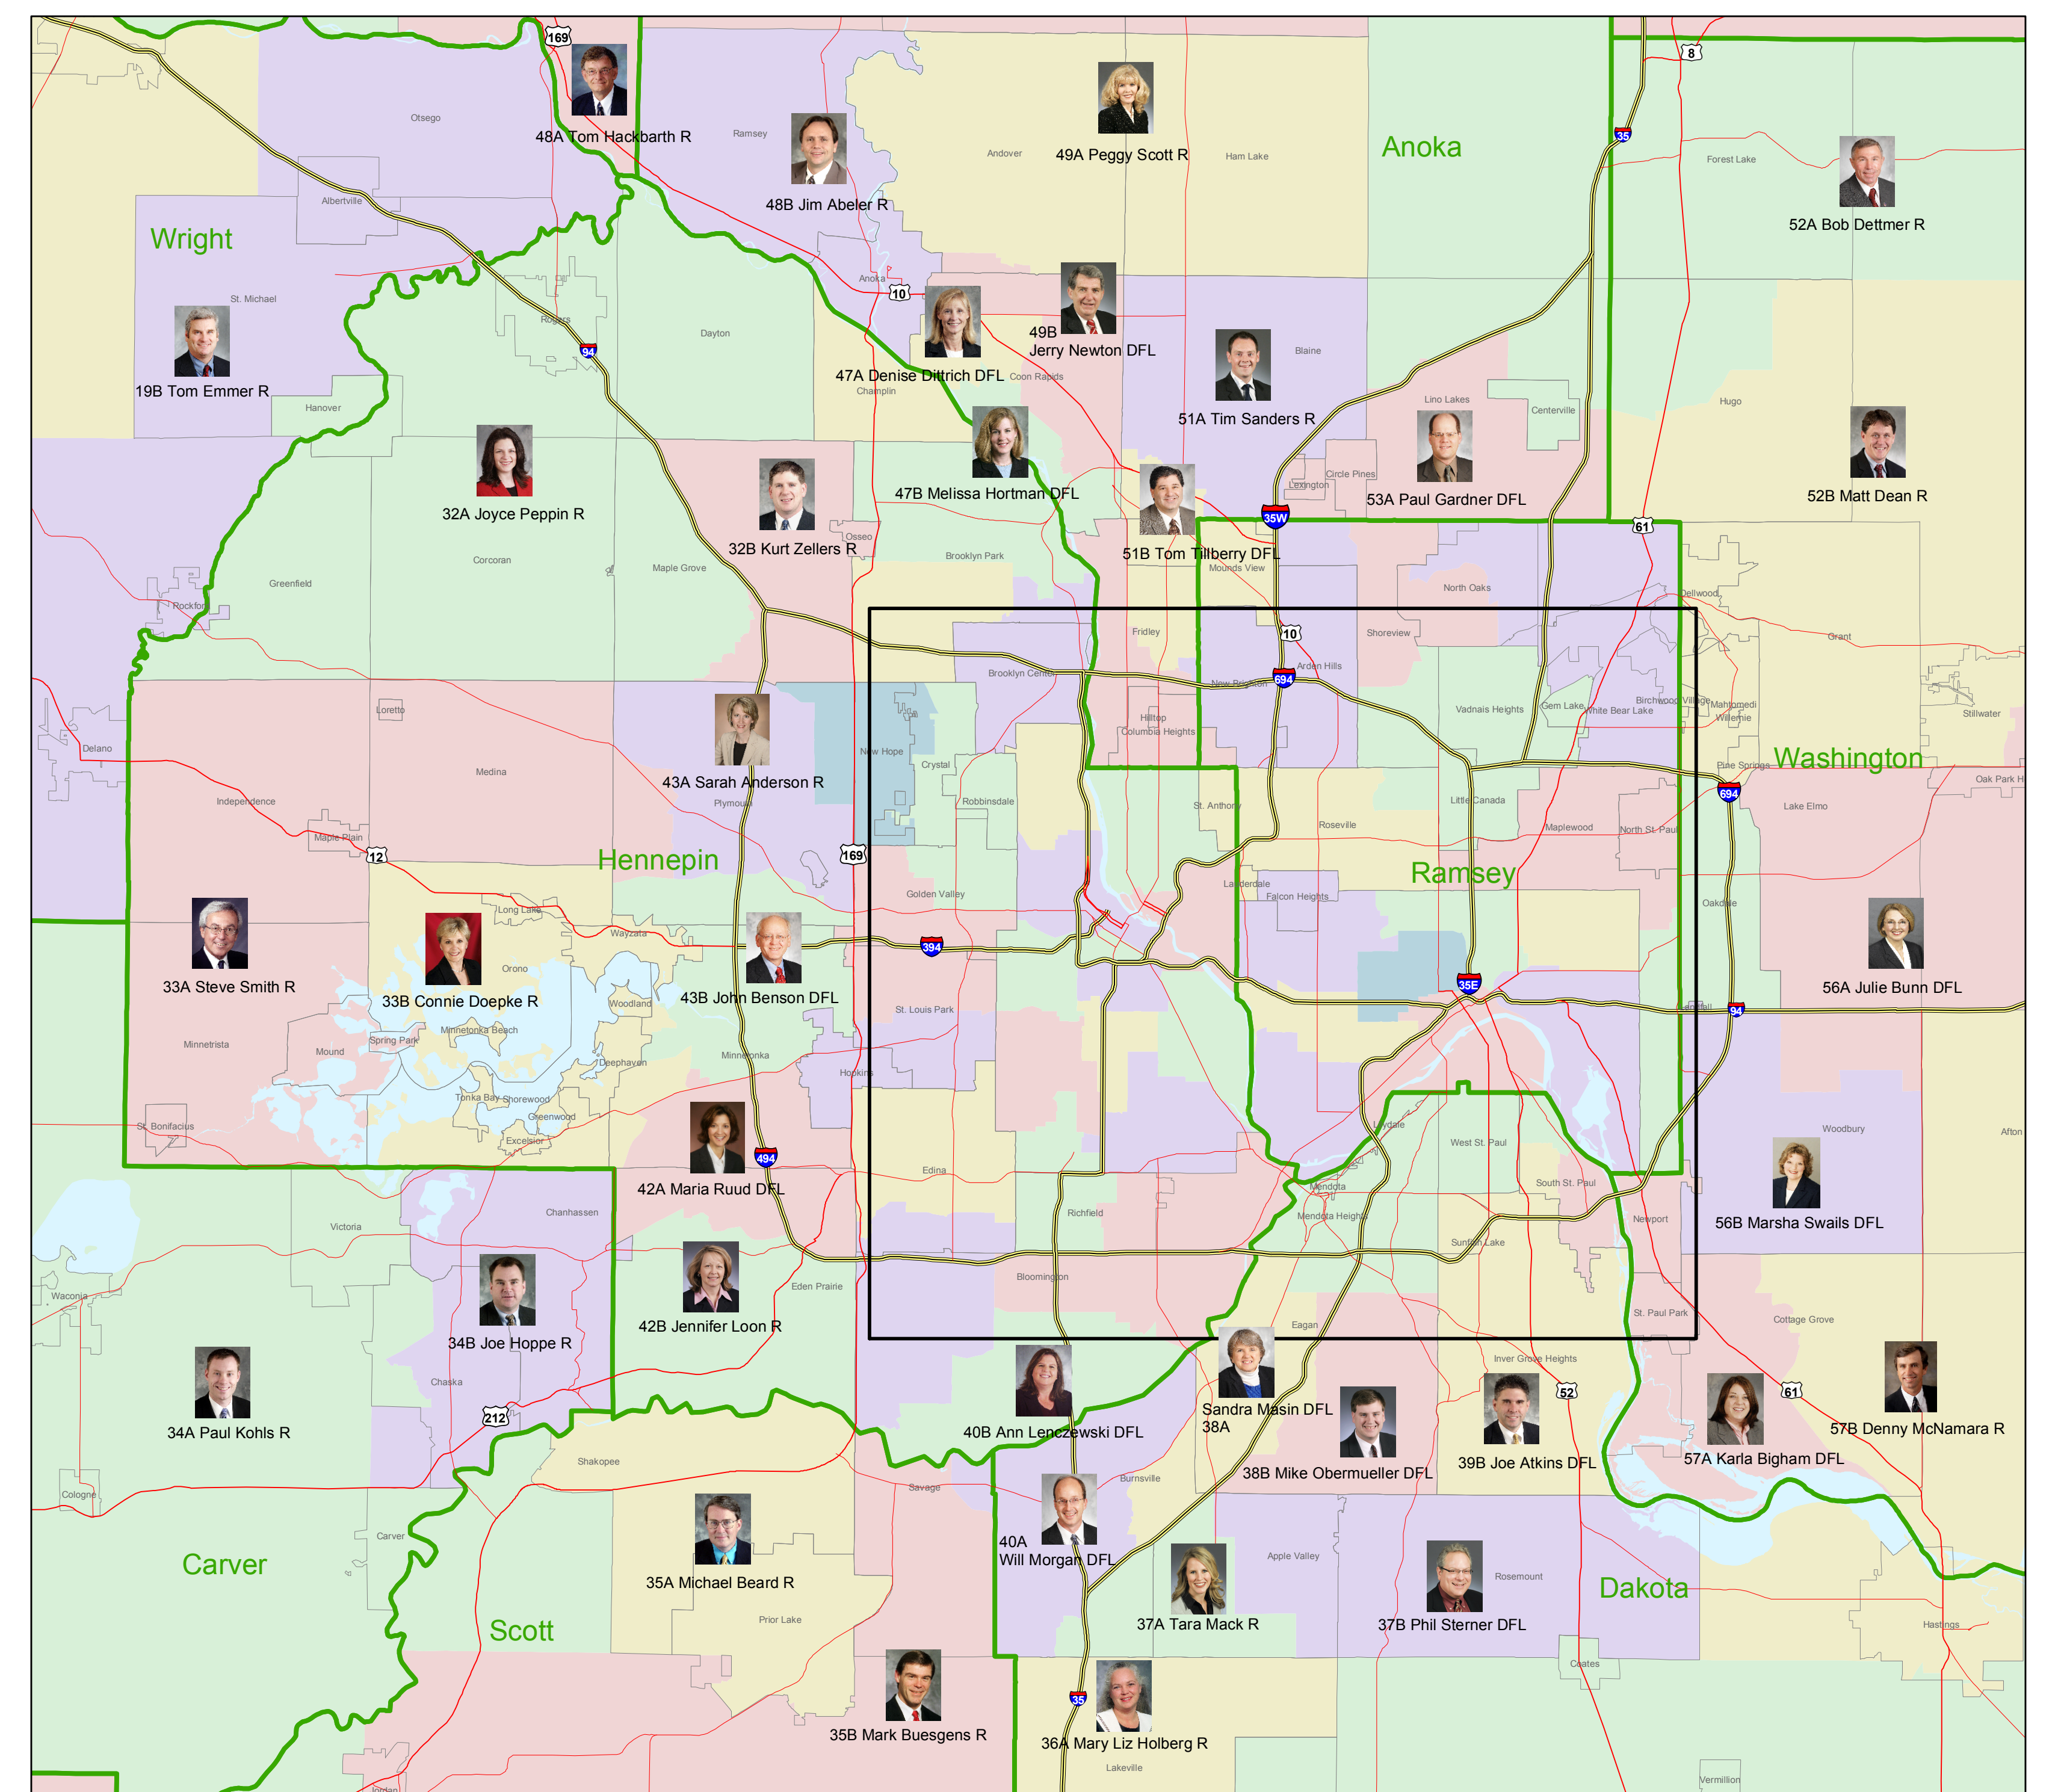 169
8
48A Tom Hackbarth R
Otsego
Ramsey
49A Peggy Scott R
Andover
Ham Lake
Anoka
35
Forest Lake
52A Bob Dettmer R
48B Jim Abeler R
Albertville
Wright
St. Michael
Anoka
10
Rogers
94
Dayton
49B
Jerry Newton DFL
Blaine
19B Tom Emmer R
47A Denise Dittrich DFL
Coon Rapids
Champlin
Hanover
51A Tim Sanders R
Lino Lakes
Centerville
Hugo
32A Joyce Peppin R
47B Melissa Hortman DFL
Circle Pines
Lexington
53A Paul Gardner DFL
52B Matt Dean R
35W
61
32B Kurt Zellers R
Osseo
Brooklyn Park
51B Tom Tillberry DFL
Mounds View
Corcoran
Maple Grove
Greenfield
North Oaks
Dellwood
Rockford
Fridley
10
Shoreview
Grant
Arden Hills
Brooklyn Center
694
New Brighton
Birchwood Village
Mahtomedi
Willernie
Loretto
Hilltop
Columbia Heights
Vadnais Heights
Gem Lake
White Bear Lake
Stillwater
Delano
New Hope
Crystal
Washington
Pine Springs
Medina
43A Sarah Anderson R
Plymouth
Oak Park H
694
Independence
Robbinsdale
St. Anthony
Little Canada
Lake Elmo
Maple Plain
Roseville
Maplewood
North St. Paul
12
Hennepin
169
Ramsey
Golden Valley
Lauderdale
Falcon Heights
Oakdale
Long Lake
Wayzata
394
33A Steve Smith R
Orono
33B Connie Doepke R
43B John Benson DFL
35E
56A Julie Bunn DFL
Woodland
St. Louis Park
Landfall
94
Minnetonka Beach
Spring Park
Minnetrista
Mound
Deephaven
Minnetonka
Hopkins
Tonka Bay
Shorewood
Greenwood
Excelsior
St. Bonifacius
Lilydale
West St. Paul
Woodbury
Afton
494
Edina
42A Maria Ruud DFL
Mendota
South St. Paul
Victoria
Chanhassen
Richfield
Mendota Heights
Newport
56B Marsha Swails DFL
Sunfish Lake
Waconia
Eden Prairie
Bloomington
42B Jennifer Loon R
Eagan
St. Paul Park
Cottage Grove
34B Joe Hoppe R
Inver Grove Heights
Chaska
52
61
Sandra Masin DFL
38A
34A Paul Kohls R
212
40B Ann Lenczewski DFL
57B Denny McNamara R
57A Karla Bigham DFL
Shakopee
39B Joe Atkins DFL
38B Mike Obermueller DFL
Burnsville
Savage
Cologne
Carver
40A
Will Morgan DFL
Apple Valley
Carver
35A Michael Beard R
Rosemount
Dakota
Prior Lake
Scott
37A Tara Mack R
37B Phil Sterner DFL
Hastings
Coates
35
35B Mark Buesgens R
36A Mary Liz Holberg R
Lakeville
Vermillion
Jordan